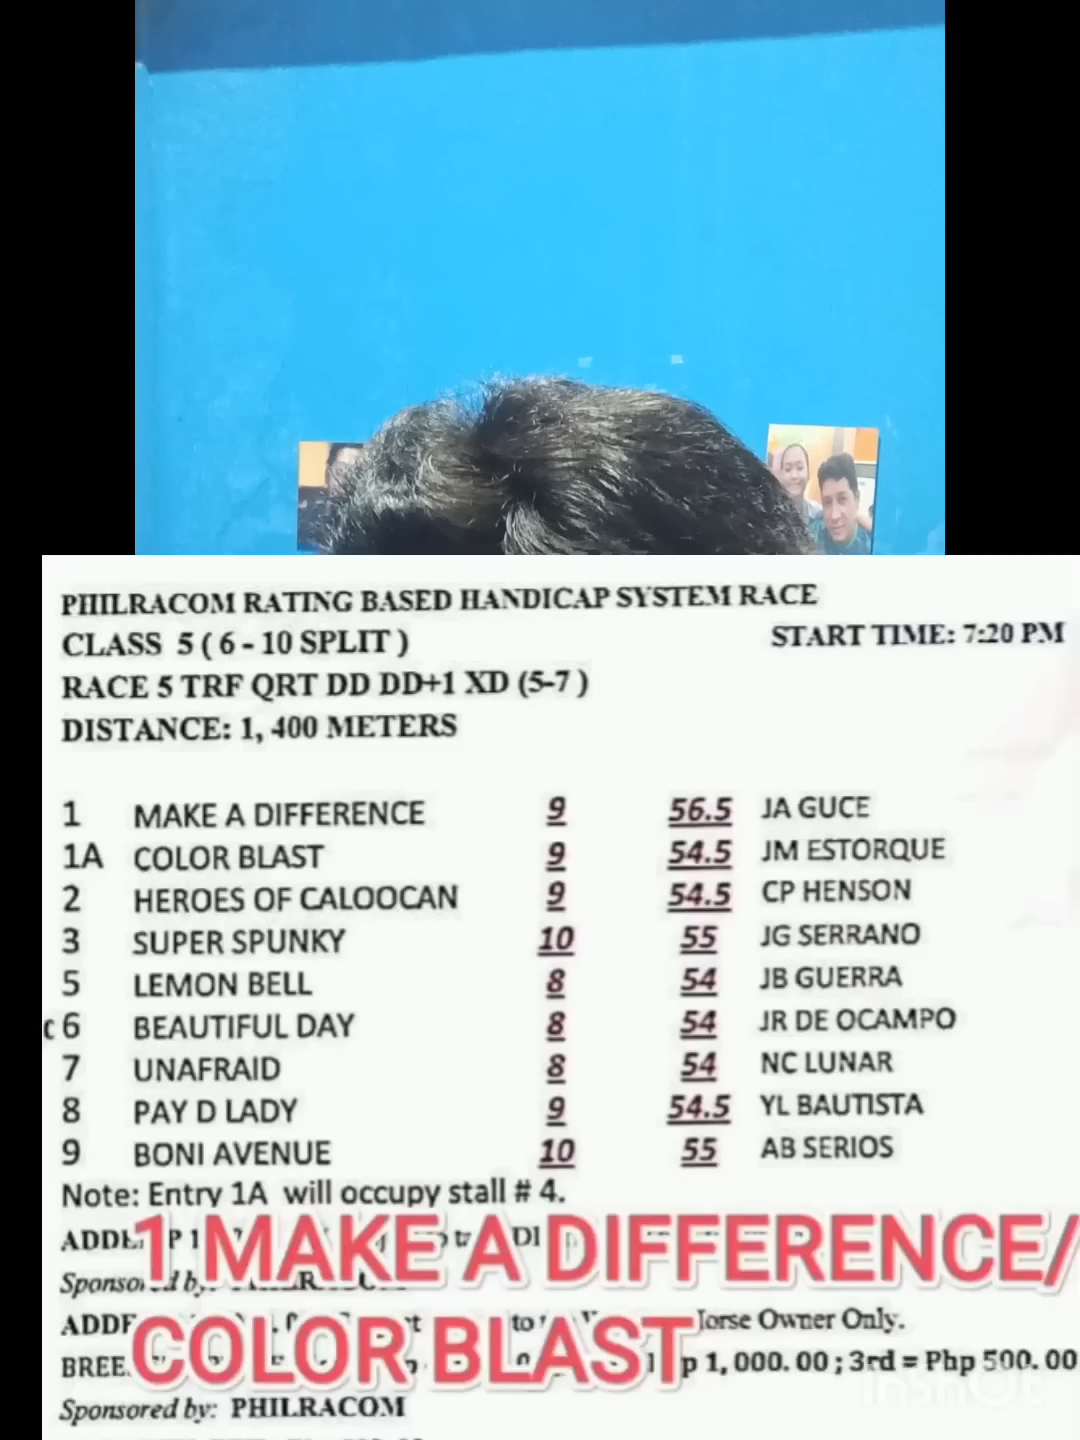 PHILRACOM RATING BASED HANDICAP SYSTEM RACE
CLASS 5 ( 6 - 10 SPLIT )
START TIME: 7:20 PM
RACE 5 TRF QRT DD DD+1 XD (5-7 )
DISTANCE: 1, 400 METERS
1 MAKE A DIFFERENCE 9 56.5 JA GUCE
1A COLOR BLAST 9 54.5 JM ESTORQUE
2 HEROES OF CALOOCAN 9 54.5 CP HENSON
3 SUPER SPUNKY 10 55 JG SERRANO
5 LEMON BELL 8 54 JB GUERRA
c 6 BEAUTIFUL DAY 8 54 JR DE OCAMPO
7 UNAFRAID 8 54 NC LUNAR
8 PAY D LADY 9 54.5 YL BAUTISTA
9 BONI AVENUE 10 55 AB SERIOS
Note: Entry 1A will occupy stall # 4.
1 MAKE A DIFFERENCE/
Sponsored by:
Horse Owner Only.
COLOR BLAST
1,000.00 ; 3rd = Php 500.00
Sponsored by: PHILRACOM
InShOt